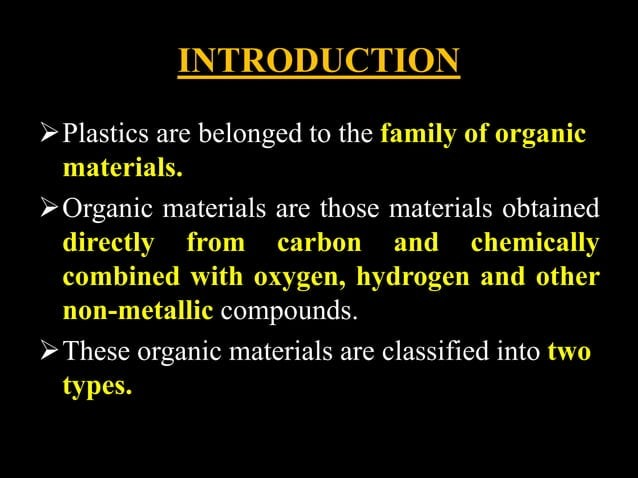 INTRODUCTION
➢Plastics are belonged to the family of organic
materials.
➢Organic materials are those materials obtained
directly from carbon and chemically
combined with oxygen, hydrogen and other
non-metallic compounds.
➢These organic materials are classified into two
types.